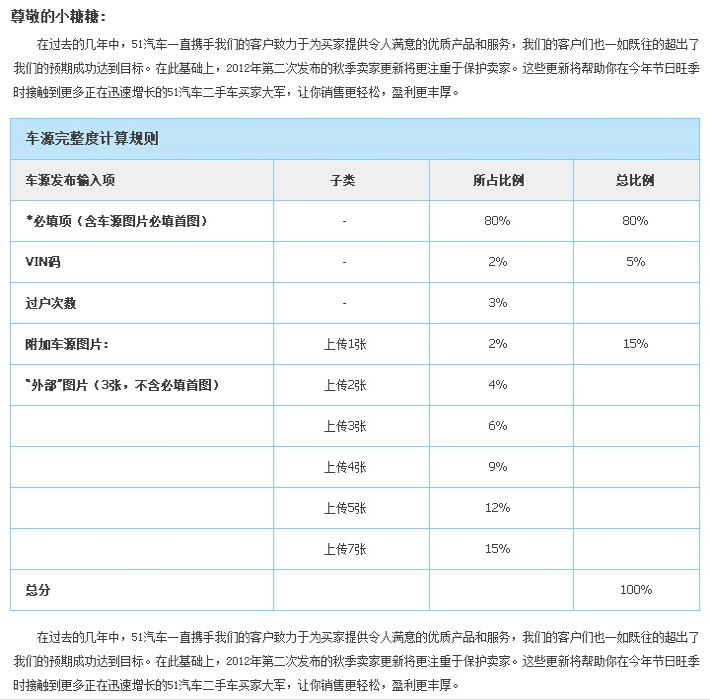 尊敬的小糖糖：
在过去的几年中，51汽车一直携手我们的客户致力于为买家提供令人满意的优质产品和服务，我们的客户们也一如既往的超出了
我们的预期成功达到目标。在此基础上，2012年第二次发布的秋季卖家更新将更注重于保护卖家。这些更新将帮助你在今年节日旺季
时接触到更多正在迅速增长的51汽车二手车买家大军，让你销售更轻松，盈利更丰厚。
车源完整度计算规则
车源发布输入项 子类 所占比例 总比例
*必填项（含车源图片必填首图） - 80% 80%
VIN码 - 2% 5%
过户次数 - 3%
附加车源图片： 上传1张 2% 15%
“外部”图片（3张，不含必填首图） 上传2张 4%
上传3张 6%
上传4张 9%
上传5张 12%
上传7张 15%
总分 100%
在过去的几年中，51汽车一直携手我们的客户致力于为买家提供令人满意的优质产品和服务，我们的客户们也一如既往的超出了
我们的预期成功达到目标。在此基础上，2012年第二次发布的秋季卖家更新将更注重于保护卖家。这些更新将帮助你在今年节日旺季
时接触到更多正在迅速增长的51汽车二手车买家大军，让你销售更轻松，盈利更丰厚。